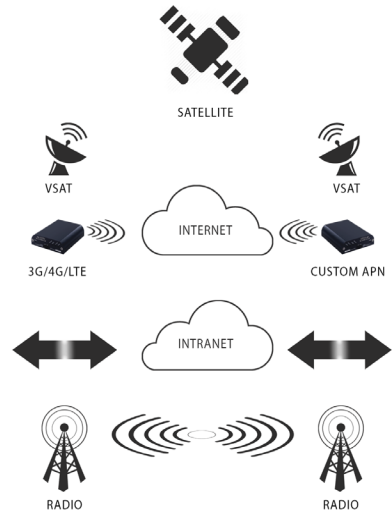 SATELLITE
VSAT
VSAT
INTERNET
3G/4G/LTE
CUSTOM APN
INTRANET
RADIO
RADIO